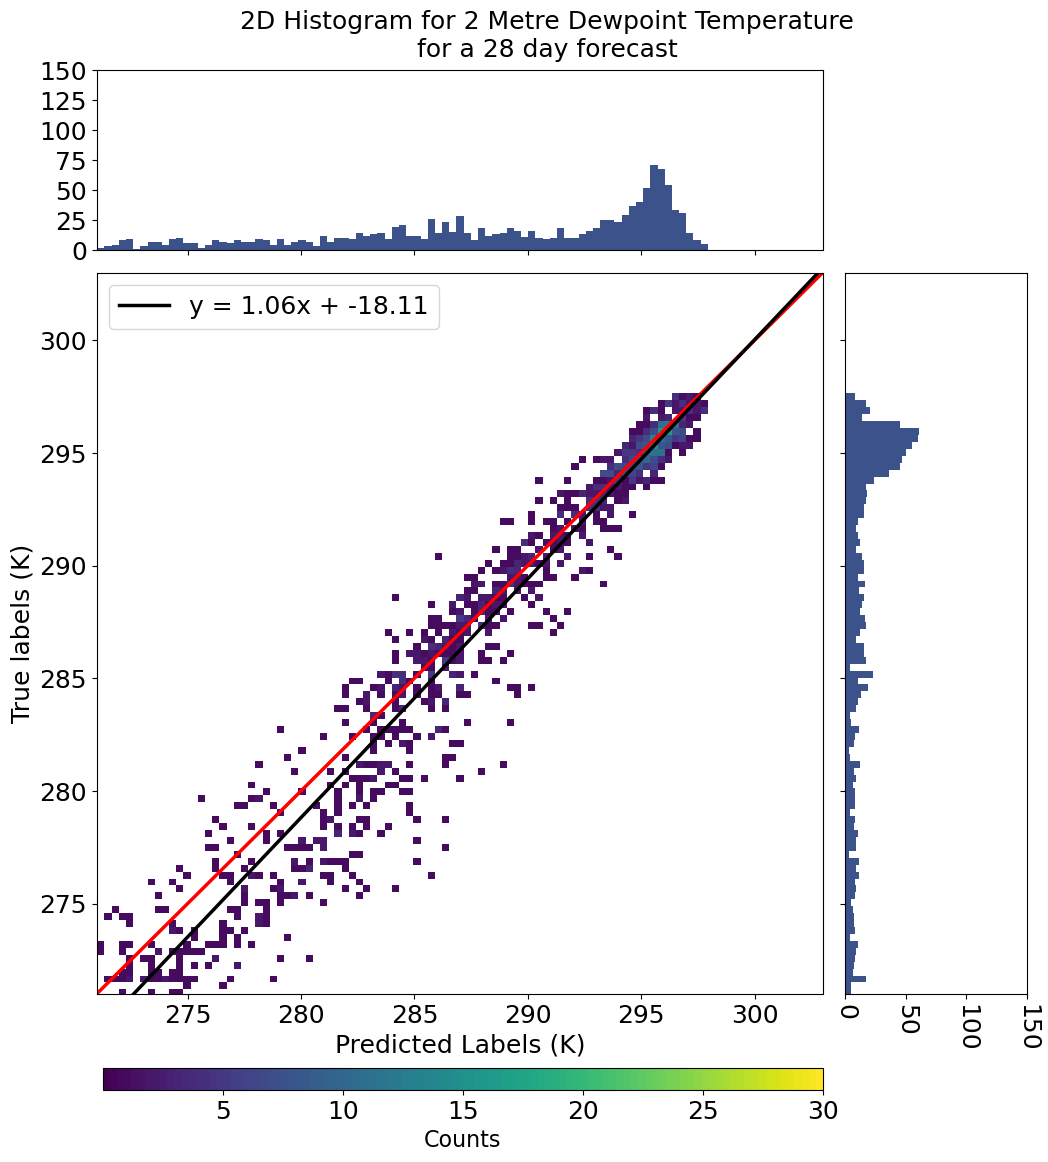 2D Histogram for 2 Metre Dewpoint Temperature
for a 28 day forecast
150
125
100
75
50
25
0
y = 1.06x + -18.11
True labels (K)
300
295
290
285
280
275
275 280 285 290 295 300
Predicted Labels (K)
0 50 100 150
5 10 15 20 25 30
Counts